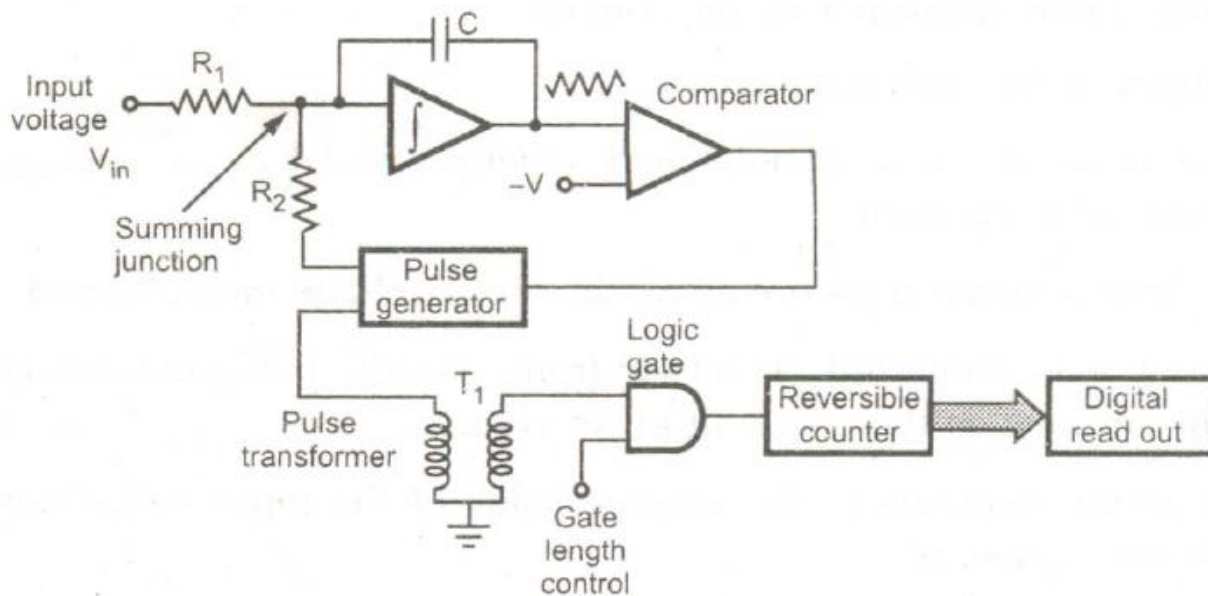 C
R1
Input
voltage
Vin
Comparator
∫
–V
R2
Summing
junction
Pulse
generator
Logic
gate
T1
Pulse
transformer
Reversible
counter
Digital
read out
Gate
length
control